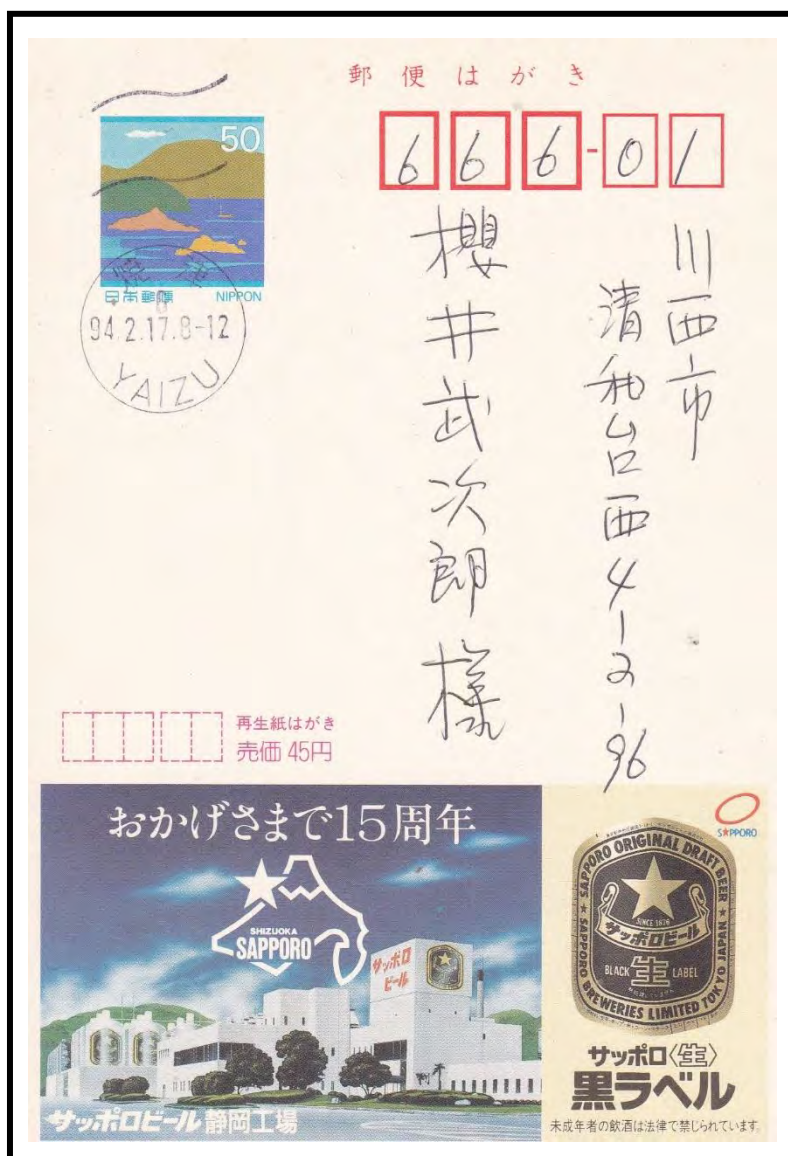 郵便はがき
50
日本郵便 NIPPON
焼津
94.2.17.8-12
YAIZU
666-01
川西市
清和台西4-2-96
櫻井武次郎様
再生紙はがき
売価 45円
おかげさまで15周年
SHIZUOKA
SAPPORO
サッポロ
ビール
サッポロビール 静岡工場
SAPPORO
SAPPORO ORIGINAL DRAFT BEER
SINCE 1876
サッポロビール
BLACK 生 LABEL
SAPPORO BREWERIES LIMITED TOKYO JAPAN
サッポロ〈生〉
黒ラベル
未成年者の飲酒は法律で禁じられています。